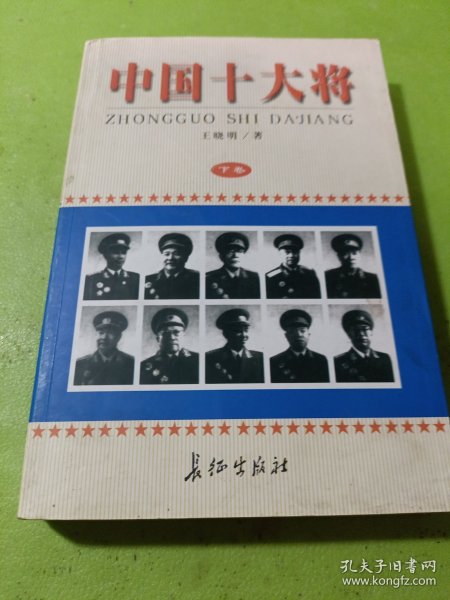 中国十大将
ZHONGGUO SHI DAJIANG
王晓明/著
下卷
长征出版社
孔夫子旧书网
www.kongfz.com